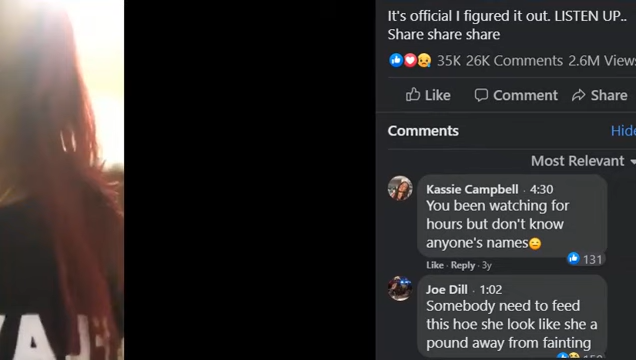 It's official I figured it out. LISTEN UP..
Share share share
35K 26K Comments 2.6M Views
Like Comment Share
Comments Hide
Most Relevant
Kassie Campbell · 4:30
You been watching for
hours but don't know
anyone's names😑
131
Like · Reply · 3y
Joe Dill · 1:02
Somebody need to feed
this hoe she look like she a
pound away from fainting